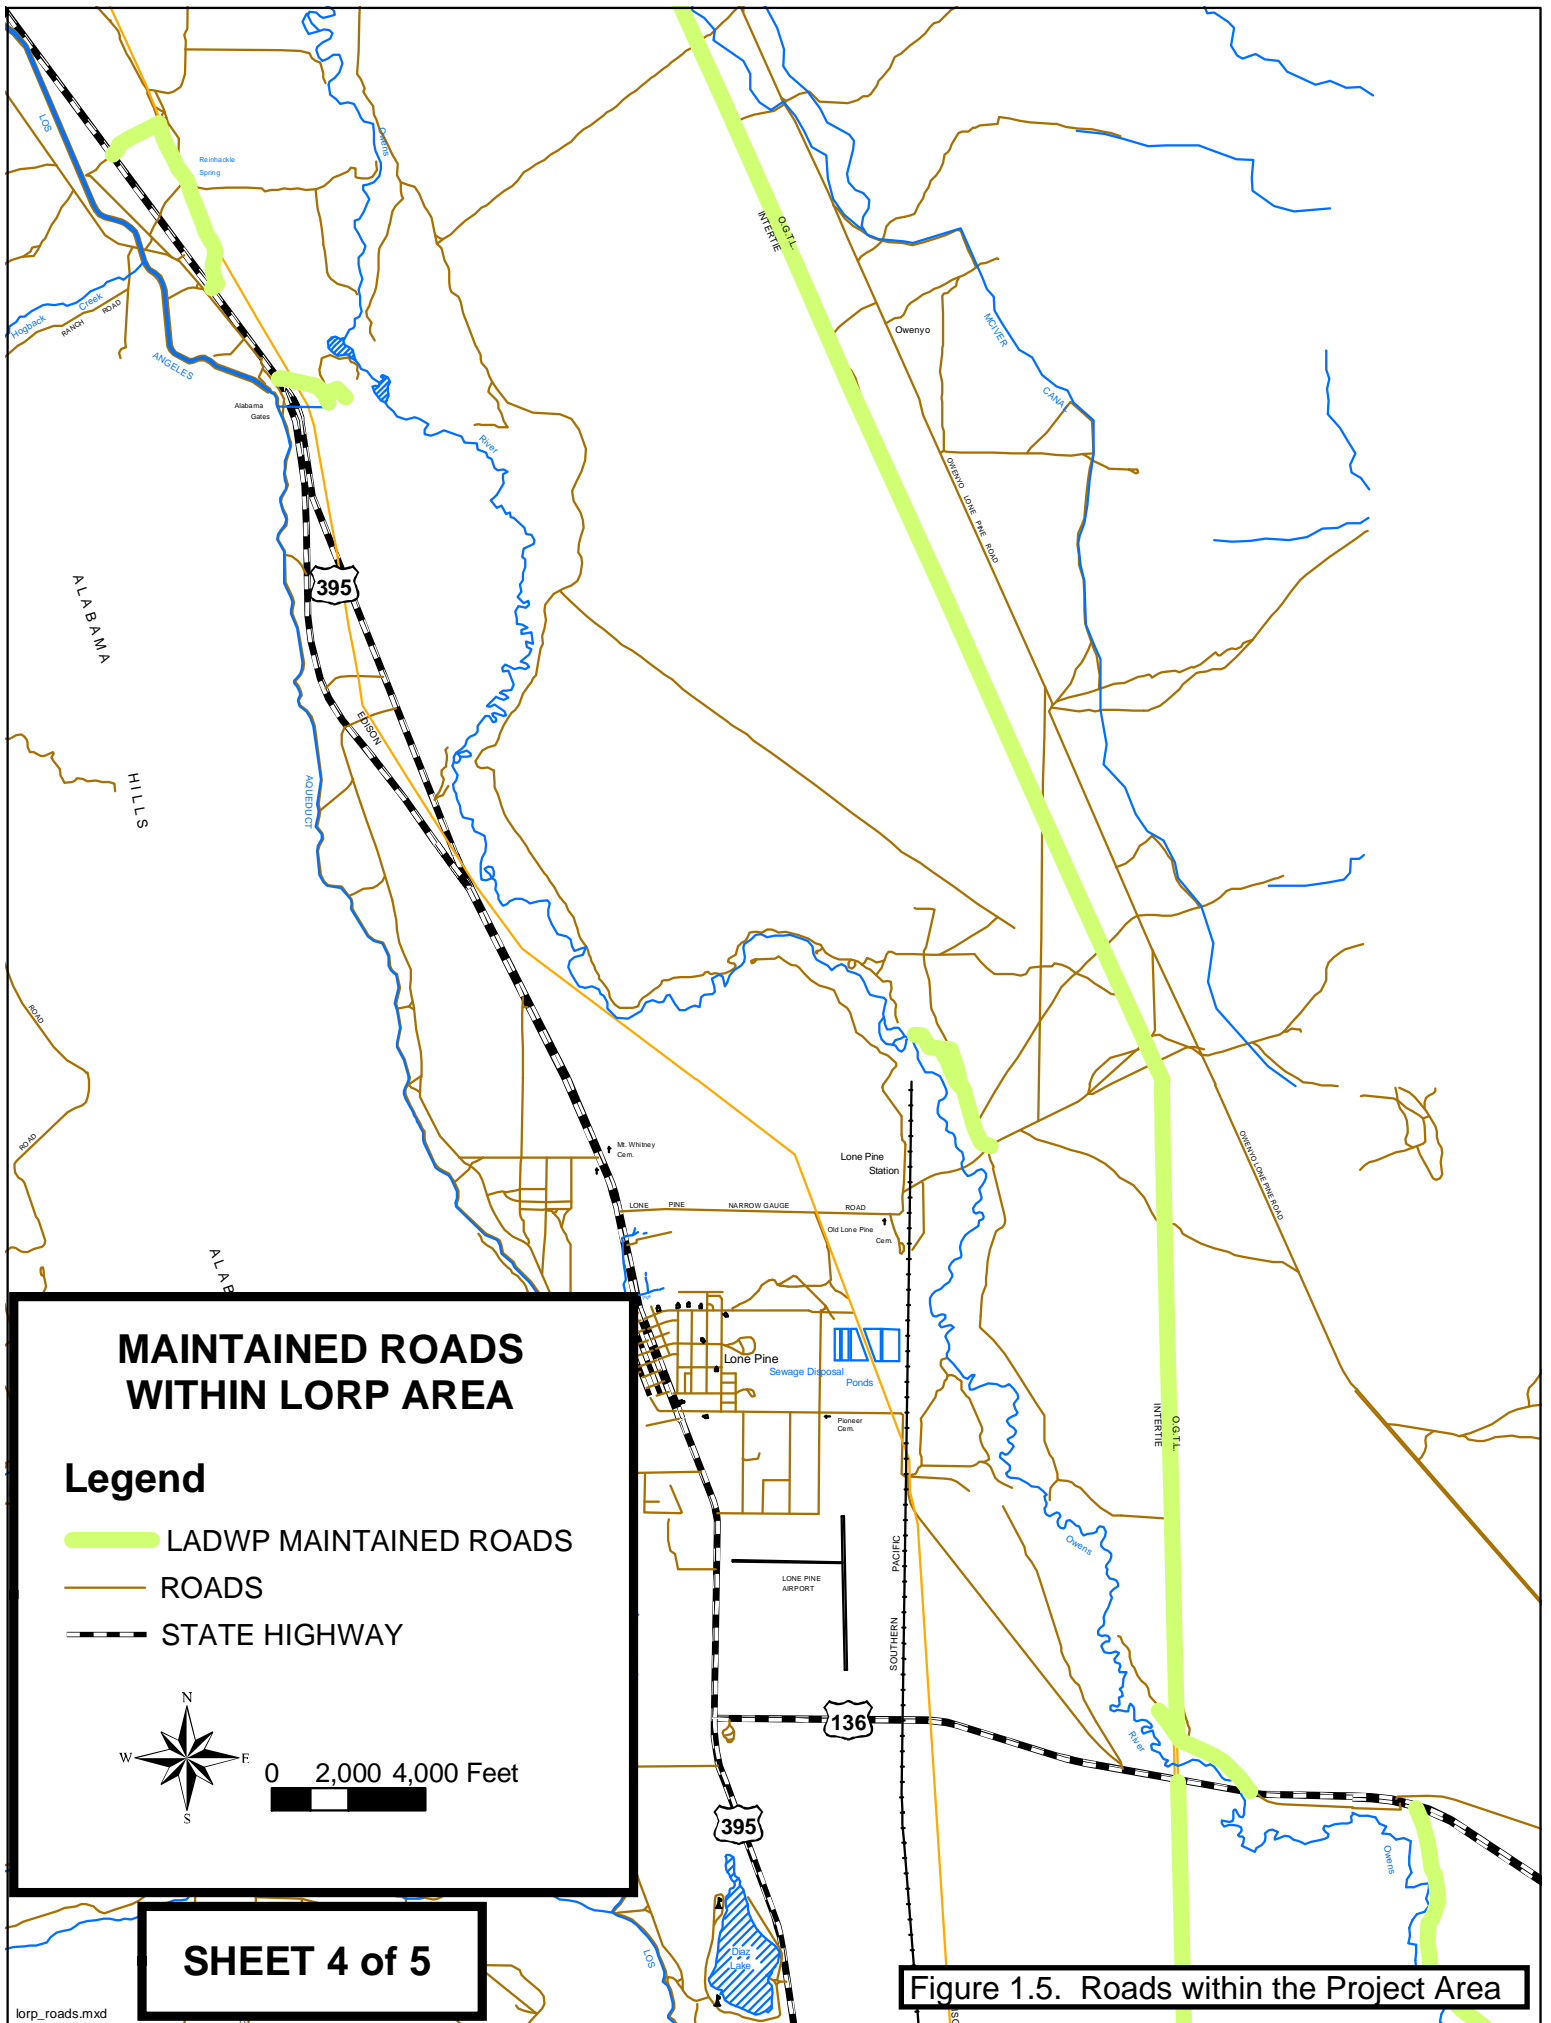 LOS
Owens
Reinhackle
Spring
O.G.T.L.
INTERTIE
Hogback
Creek
RANCH
ROAD
ANGELES
Owenyo
MCIVER
CANAL
Alabama
Gates
River
OWENYO LONE PINE ROAD
395
ALABAMA
HILLS
EDISON
AQUEDUCT
ROAD
ROAD
Mt. Whitney
Cem.
Lone Pine
Station
OWENYO LONE PINE ROAD
LONE PINE NARROW GAUGE ROAD
Old Lone Pine
Cem.
ALAB
MAINTAINED ROADS
WITHIN LORP AREA
Legend
LADWP MAINTAINED ROADS
ROADS
STATE HIGHWAY
N
W
E
S
0 2,000 4,000 Feet
Lone Pine
Sewage Disposal
Ponds
Pioneer
Cem.
O.G.T.L.
INTERTIE
Owens
LONE PINE
AIRPORT
SOUTHERN PACIFIC
136
River
395
Owens
Diaz
Lake
LOS
SHEET 4 of 5
Figure 1.5. Roads within the Project Area
lorp_roads.mxd